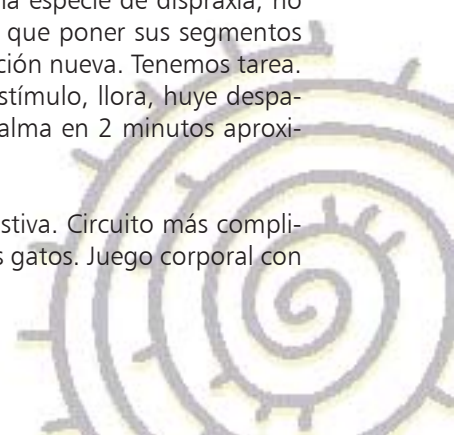 una especie de dispraxia, no
que poner sus segmentos
ción nueva. Tenemos tarea.
stímulo, llora, huye despa-
alma en 2 minutos aproxi-
stiva. Circuito más compli-
s gatos. Juego corporal con